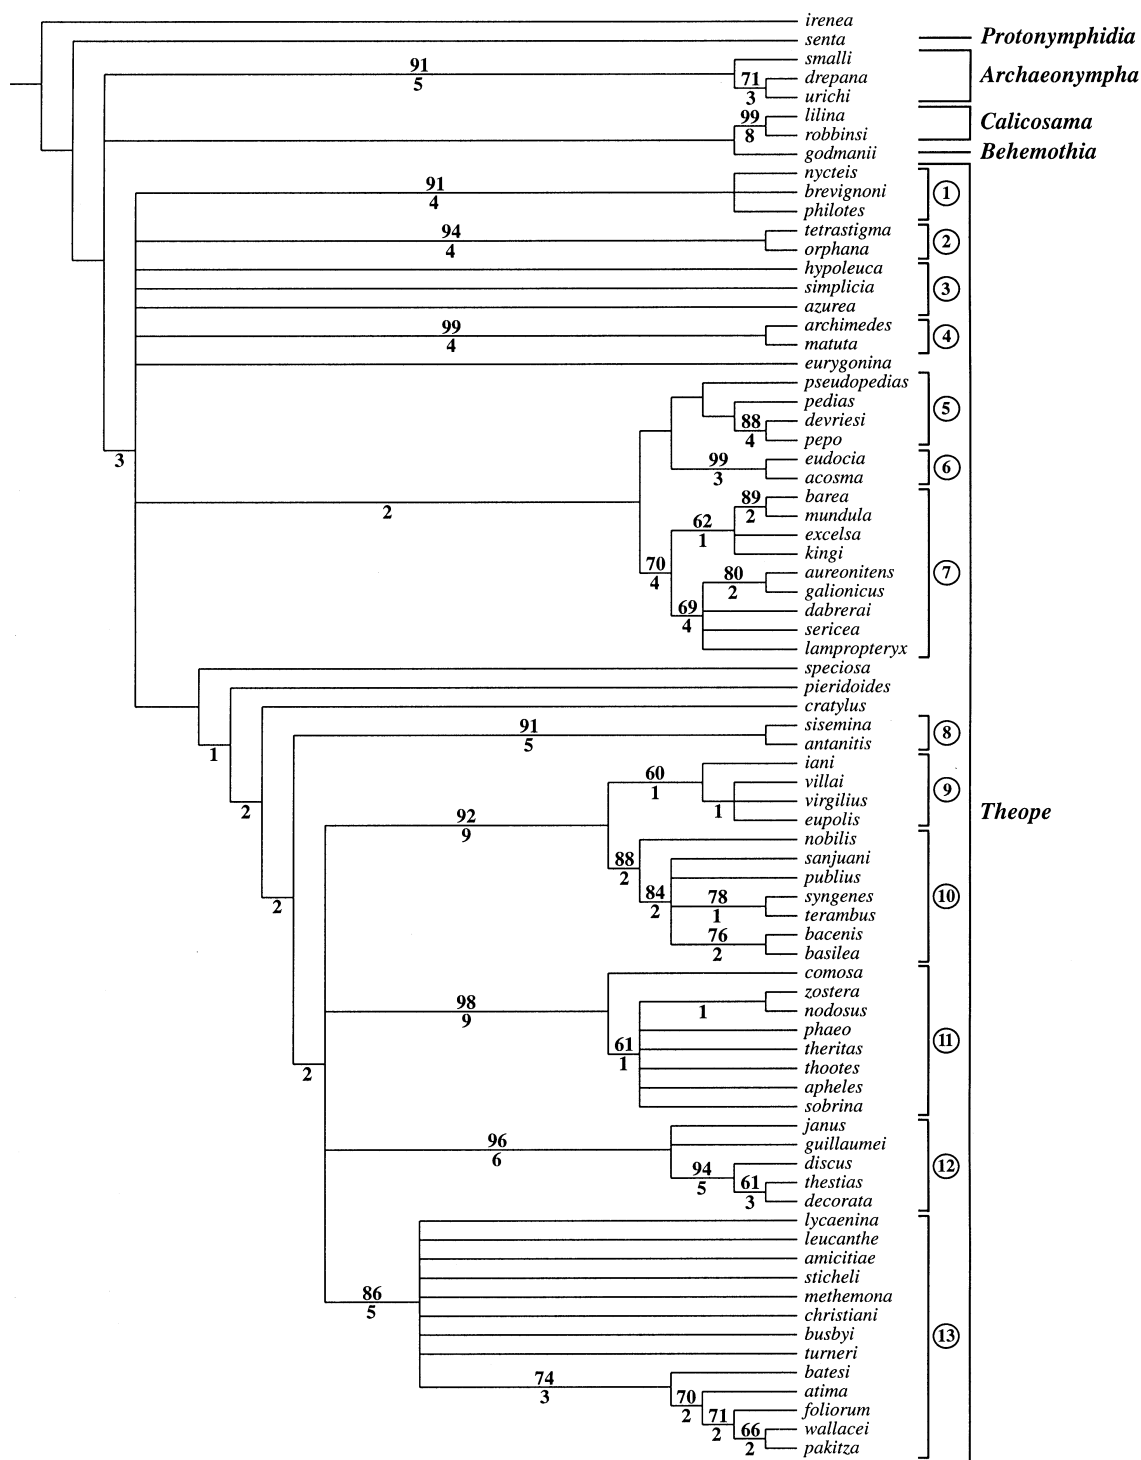 irenea
senta
Protonymphidia
smalli
91
5
drepana
71
3
urichi
Archaeonympha
lilina
99
8
robbinsi
Calicosama
godmanii
Behemothia
nycteis
91
4
brevignoni
1
philotes
tetrastigma
94
4
2
orphana
hypoleuca
simplicia
3
azurea
archimedes
99
4
4
matuta
eurygonina
pseudopedias
pedias
5
devriesi
88
4
pepo
3
eudocia
99
3
6
acosma
barea
89
2
mundula
62
1
excelsa
2
kingi
70
4
aureonitens
7
80
2
galionicus
69
4
dabrerai
sericea
lampropteryx
speciosa
pieridoides
cratylus
sisemina
91
5
8
antanitis
1
iani
60
1
villai
9
virgilius
1
eupolis
2
92
9
Theope
nobilis
88
2
sanjuani
publius
84
2
syngenes
78
1
10
terambus
2
bacenis
76
2
basilea
comosa
zostera
98
9
nodosus
1
phaeo
61
1
11
theritas
thootes
2
apheles
sobrina
janus
96
6
guillaumei
discus
94
5
12
thestias
61
3
decorata
lycaenina
leucanthe
amicitiae
sticheli
86
5
methemona
christiani
busbyi
13
turneri
batesi
74
3
atima
70
2
foliorum
71
2
wallacei
66
2
pakitza